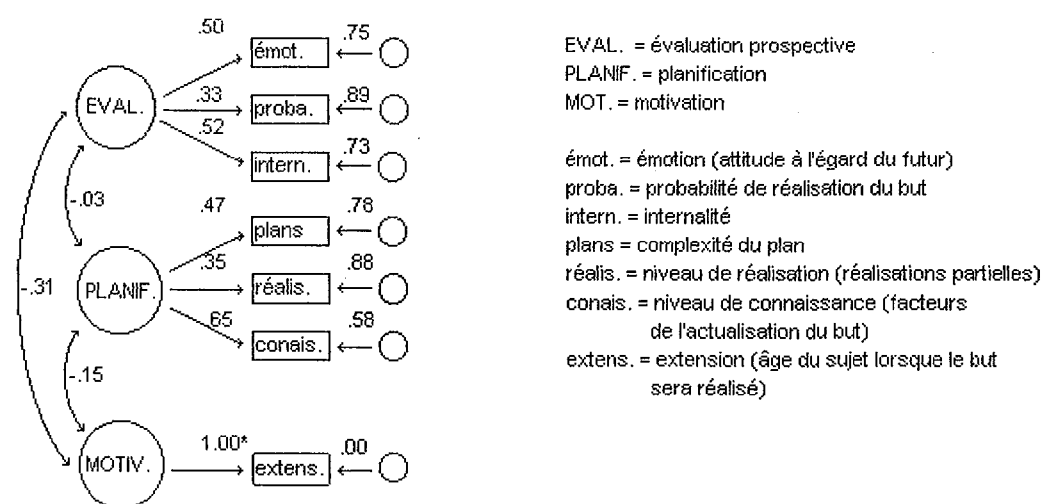 .50
émot.
.75
EVAL.
.33
proba.
.89
.52
intern.
.73
-.03
.47
plans
.78
-.31
PLANIF.
.35
réalis.
.88
.65
conais.
.58
-.15
MOTIV.
1.00*
extens.
.00
EVAL. = évaluation prospective
PLANIF. = planification
MOT. = motivation
émot. = émotion (attitude à l'égard du futur)
proba. = probabilité de réalisation du but
intern. = internalité
plans = complexité du plan
réalis. = niveau de réalisation (réalisations partielles)
conais. = niveau de connaissance (facteurs
de l'actualisation du but)
extens. = extension (âge du sujet lorsque le but
sera réalisé)